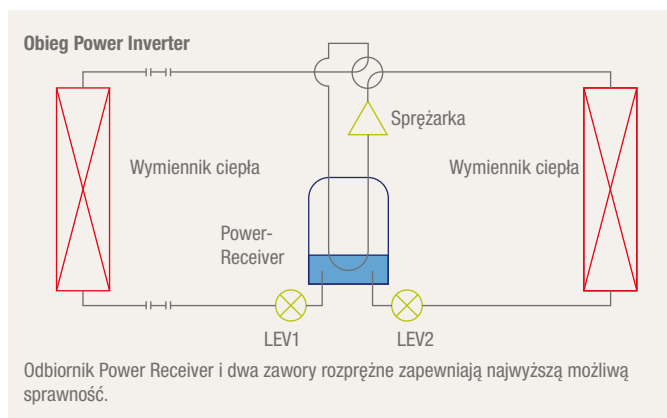 Obieg Power Inverter
Sprężarka
Wymiennik ciepła
Wymiennik ciepła
Power-
Receiver
LEV1
LEV2
Odbiornik Power Receiver i dwa zawory rozprężne zapewniają najwyższą możliwą
sprawność.